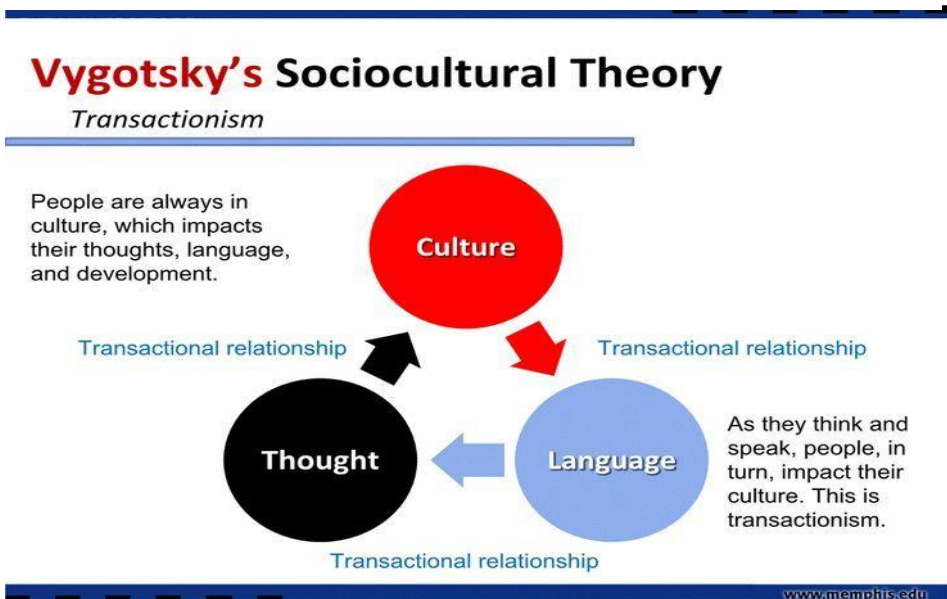 Vygotsky's Sociocultural Theory
Transactionism
People are always in
culture, which impacts
their thoughts, language,
and development.
Culture
Transactional relationship
Transactional relationship
Thought
Language
As they think and
speak, people, in
turn, impact their
culture. This is
transactionism.
Transactional relationship
www.memphis.edu